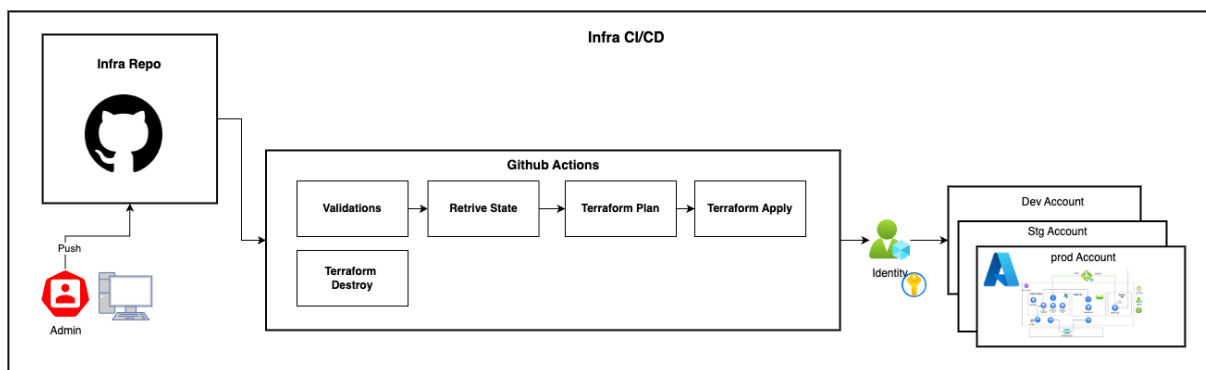 Infra CI/CD
Infra Repo
Push
Admin
Github Actions
Validations
Retrive State
Terraform Plan
Terraform Apply
Terraform
Destroy
Identity
Dev Account
Stg Account
prod Account